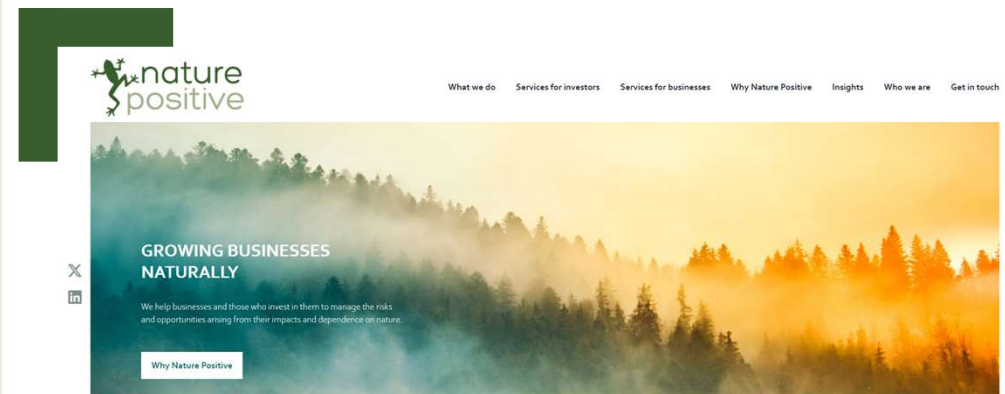 nature
positive
What we do Services for investors Services for businesses Why Nature Positive Insights Who we are Get in touch
GROWING BUSINESSES
NATURALLY
We help businesses and those who invest in them to manage the risks
and opportunities arising from their impacts and dependence on nature.
Why Nature Positive